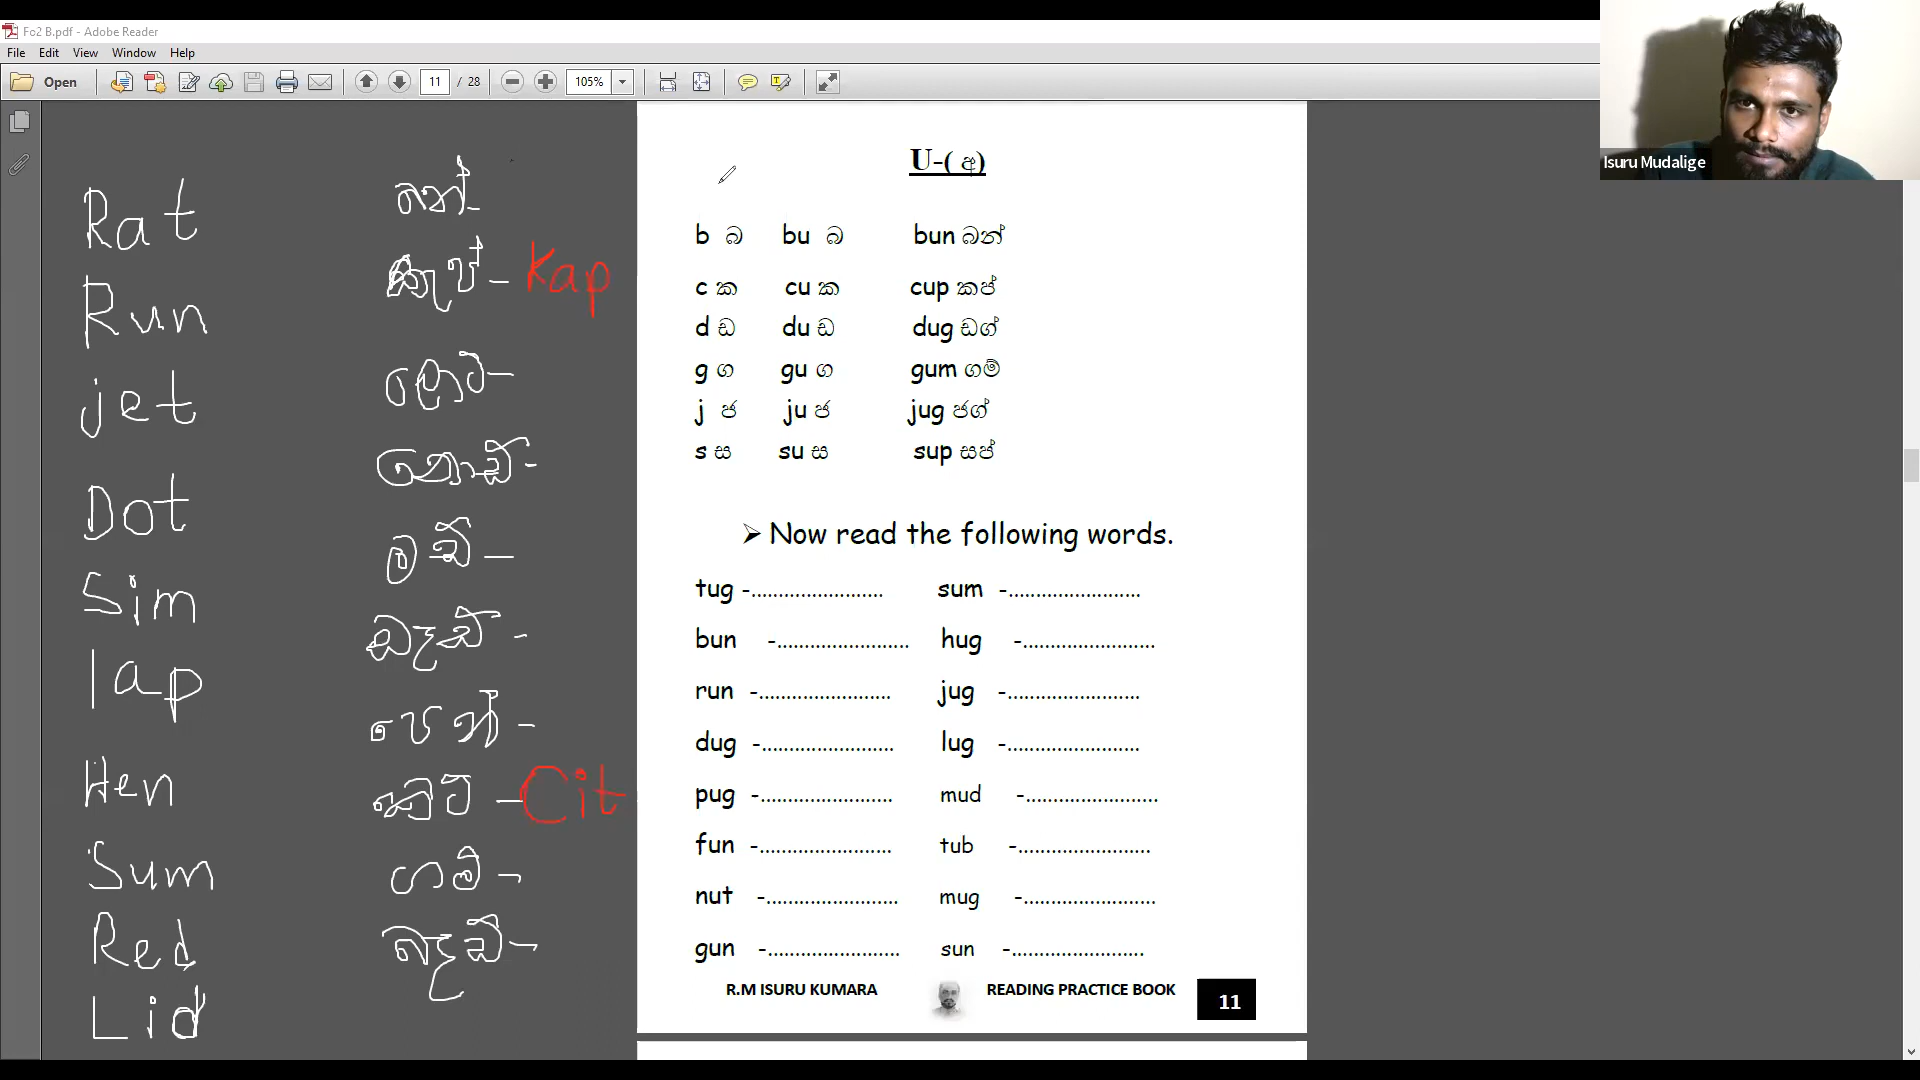 Fo2 B.pdf - Adobe Reader
File Edit View Window Help
Open 11 / 28 105%
Isuru Mudalige
Rat
Run
jet
Dot
Sim
lap
Hen
Sum
Red
Lid
බන්-
කැප් - Kap
ලොට් -
බඩ් -
පෙන් -
කිට් - Cit
ගම් -
බැඩ් -
U-( අ)
b බ bu බ bun බන්
c ක cu ක cup කප්
d ඩ du ඩ dug ඩග්
g ග gu ග gum ගම්
j ජ ju ජ jug ජග්
s ස su ස sup සප්
➢ Now read the following words.
tug -........................ sum -........................
bun -........................ hug -........................
run -........................ jug -........................
dug -........................ lug -........................
pug -........................ mud -........................
fun -........................ tub -........................
nut -........................ mug -........................
gun -........................ sun -........................
R.M ISURU KUMARA READING PRACTICE BOOK 11